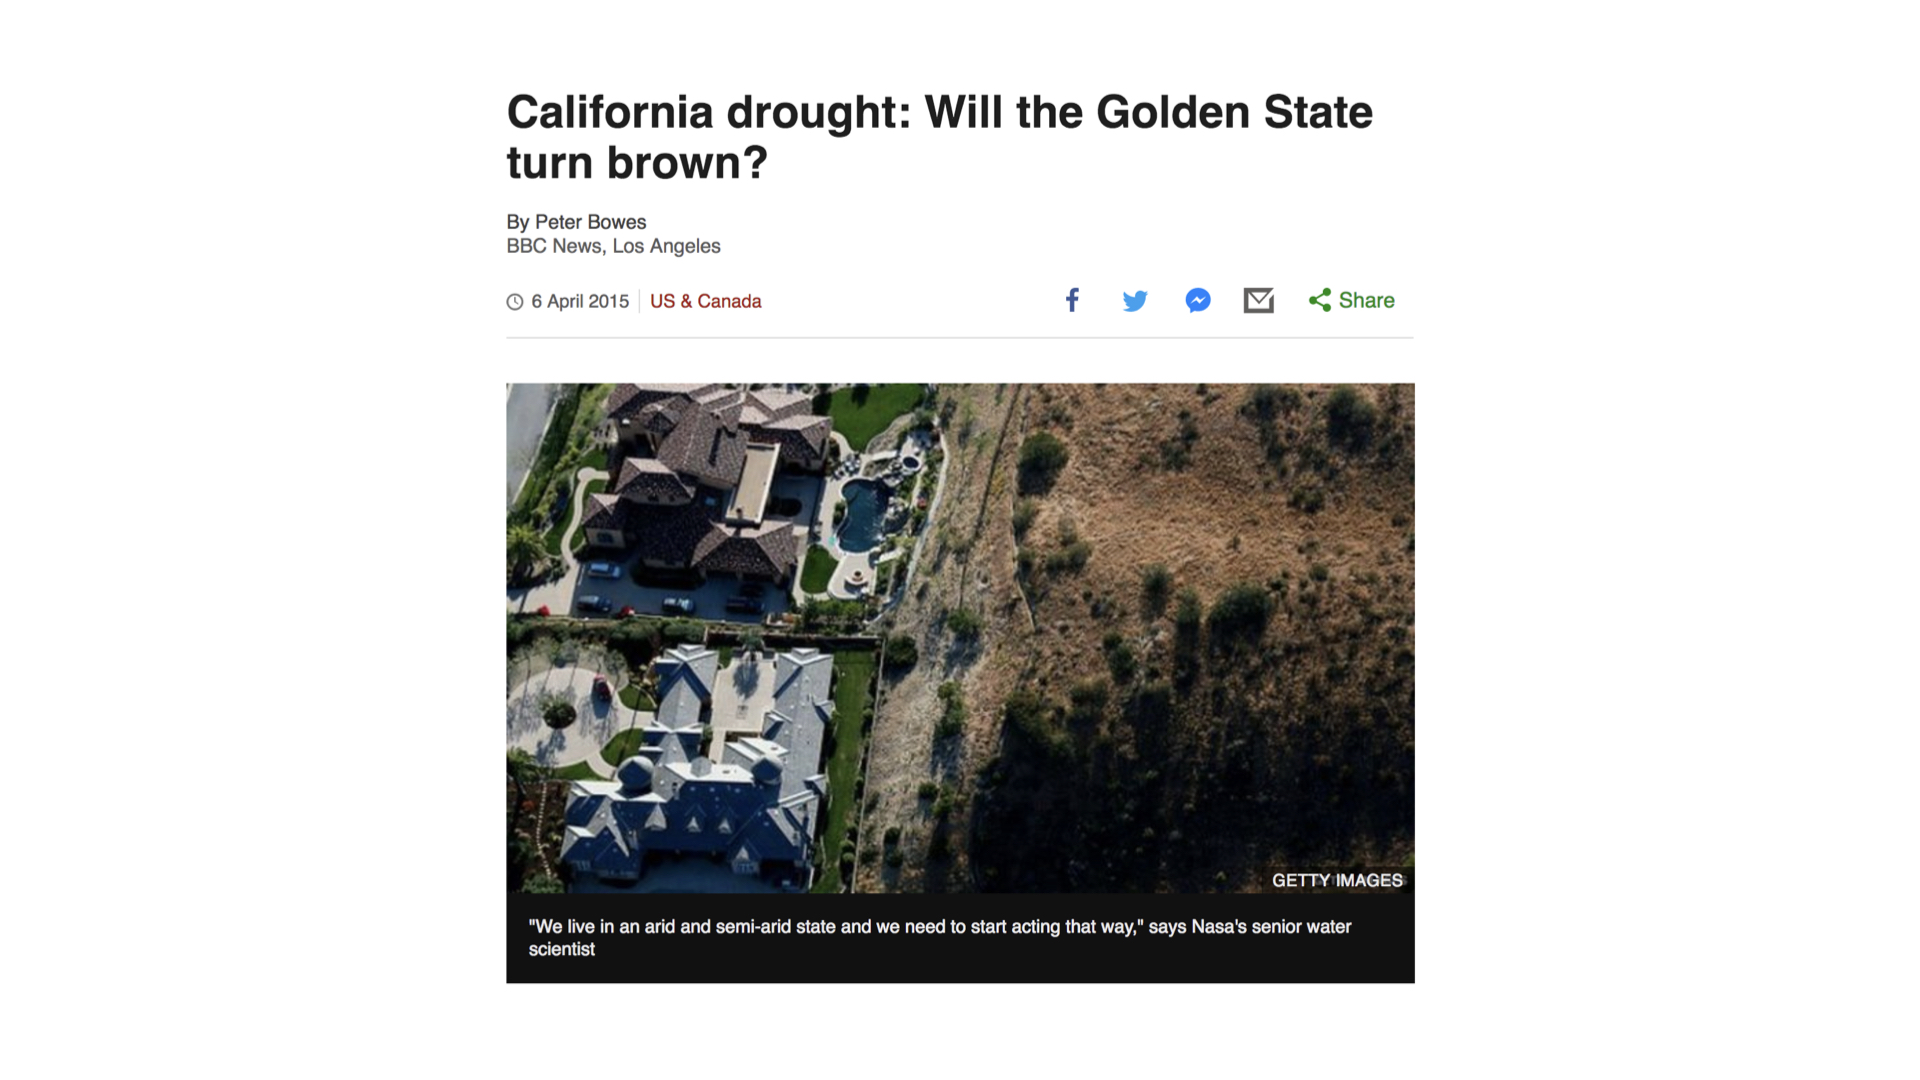 California drought: Will the Golden State
turn brown?
By Peter Bowes
BBC News, Los Angeles
6 April 2015
US & Canada
Share
GETTY IMAGES
"We live in an arid and semi-arid state and we need to start acting that way," says Nasa's senior water
scientist